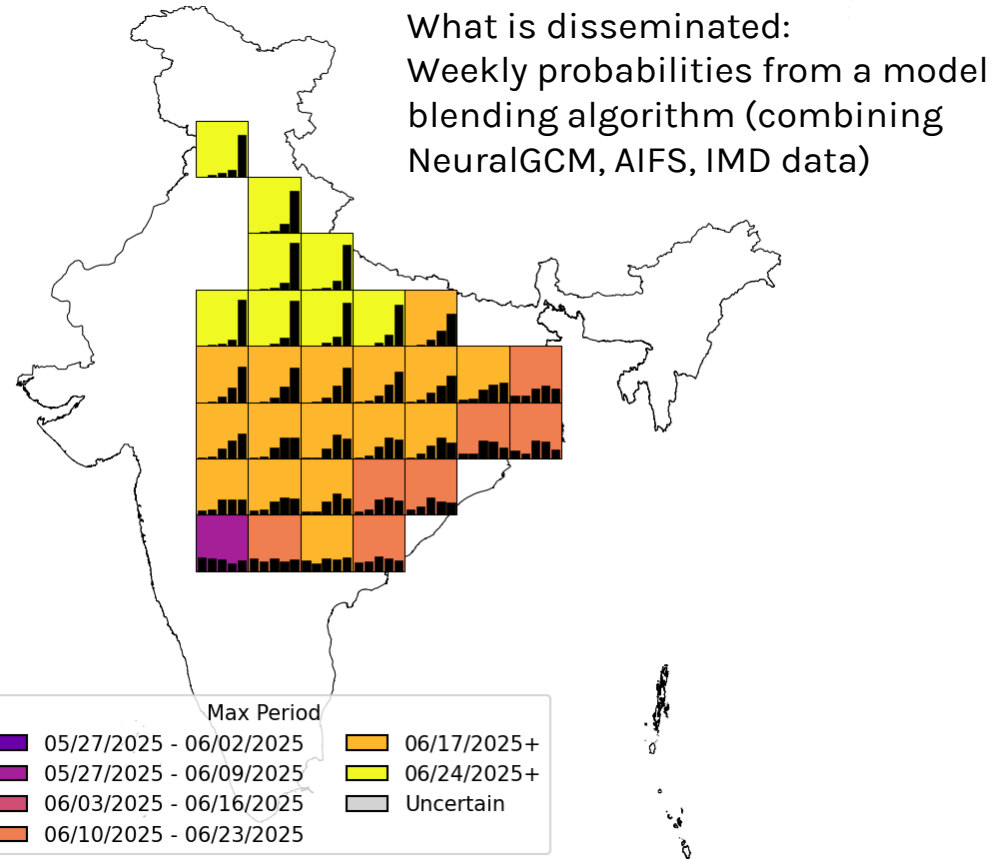 What is disseminated:
Weekly probabilities from a model
blending algorithm (combining
NeuralGCM, AIFS, IMD data)
Max Period
05/27/2025 - 06/02/2025
05/27/2025 - 06/09/2025
06/03/2025 - 06/16/2025
06/10/2025 - 06/23/2025
06/17/2025+
06/24/2025+
Uncertain